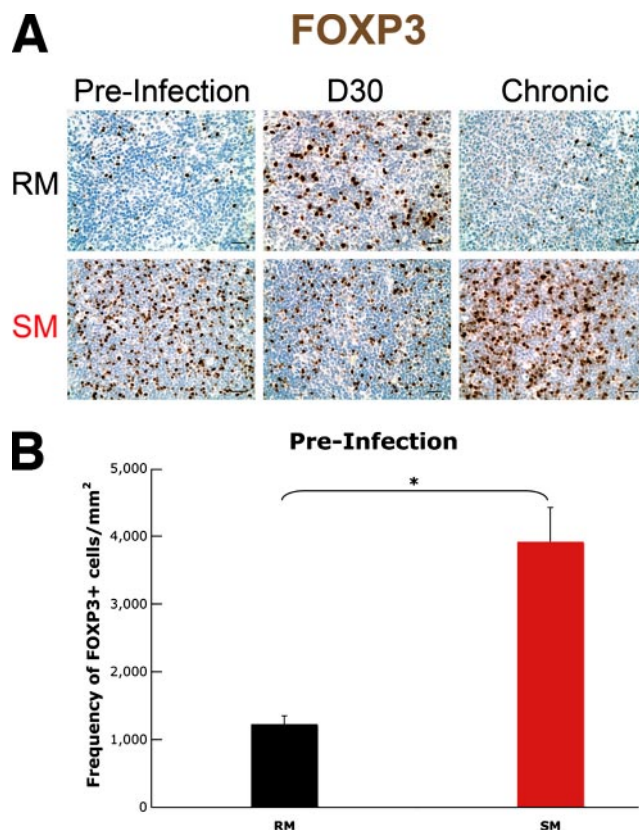 A
FOXP3
Pre-Infection D30 Chronic
RM
SM
B
Pre-Infection
Frequency of FOXP3+ cells/mm²
5,000
*
4,000
3,000
2,000
1,000
0
RM SM